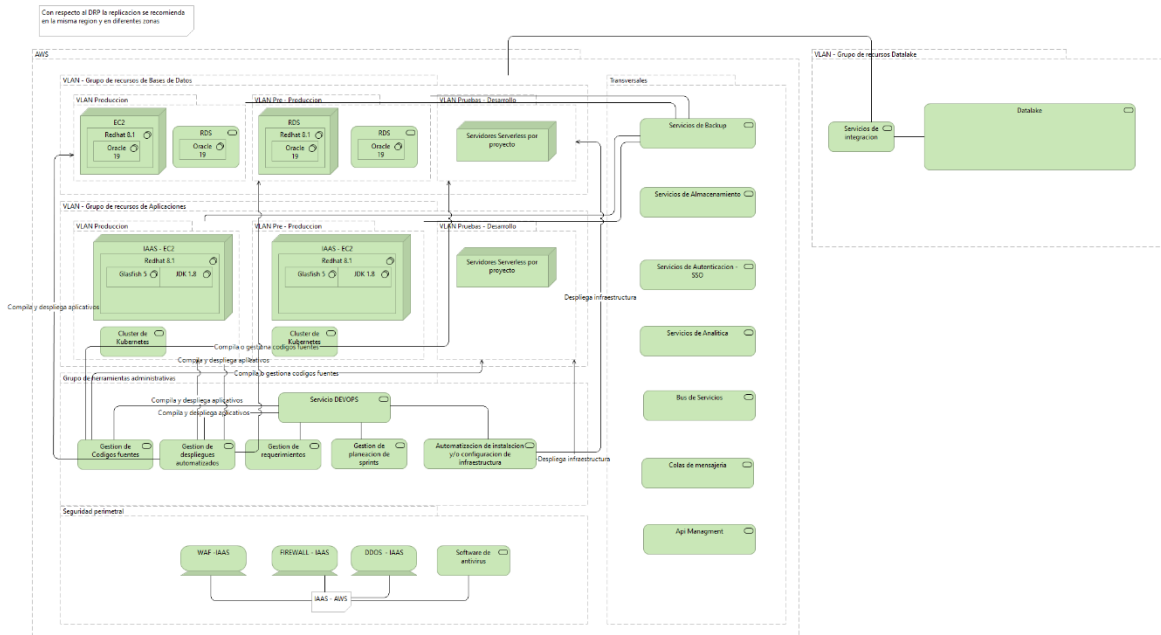 Con respecto al DRP la replicacion se recomienda
en la misma region y en diferentes zonas
AWS
VLAN - Grupo de recursos de Bases de Datos
VLAN Produccion
EC2
Redhat 8.1
Oracle
19
RDS
Oracle
19
VLAN Pre - Produccion
RDS
Redhat 8.1
Oracle
19
RDS
Oracle
19
VLAN Pruebas - Desarrollo
Servidores Serverless por
proyecto
VLAN - Grupo de recursos de Aplicaciones
VLAN Produccion
IAAS - EC2
Redhat 8.1
Glasfish 5
JDK 1.8
Cluster de
Kubernetes
VLAN Pre - Produccion
IAAS - EC2
Redhat 8.1
Glasfish 5
JDK 1.8
Cluster de
Kubernetes
VLAN Pruebas - Desarrollo
Servidores Serverless por
proyecto
Compila y despliega aplicativos
Compila o gestiona codigos fuentes
Compila y despliega aplicativos
Compila o gestiona codigos fuentes
Despliega infraestructura
Grupo de herramientas administrativas
Compila y despliega aplicativos
Compila y despliega aplicativos
Servicio DEVOPS
Gestion de
Codigos fuentes
Gestion de
despliegues
automatizados
Gestion de
requerimientos
Gestion de
planeacion de
sprints
Automatizacion de instalacion
y/o configuracion de
infraestructura
Despliega infraestructura
Seguridad perimetral
WAF -IAAS
FIREWALL - IAAS
DDOS - IAAS
Software de
antivirus
IAAS - AWS
Transversales
Servicios de Backup
Servicios de Almacenamiento
Servicios de Autenticacion -
SSO
Servicios de Analitica
Bus de Servicios
Colas de mensajeria
Api Managment
VLAN - Grupo de recursos Datalake
Servicios de
integracion
Datalake